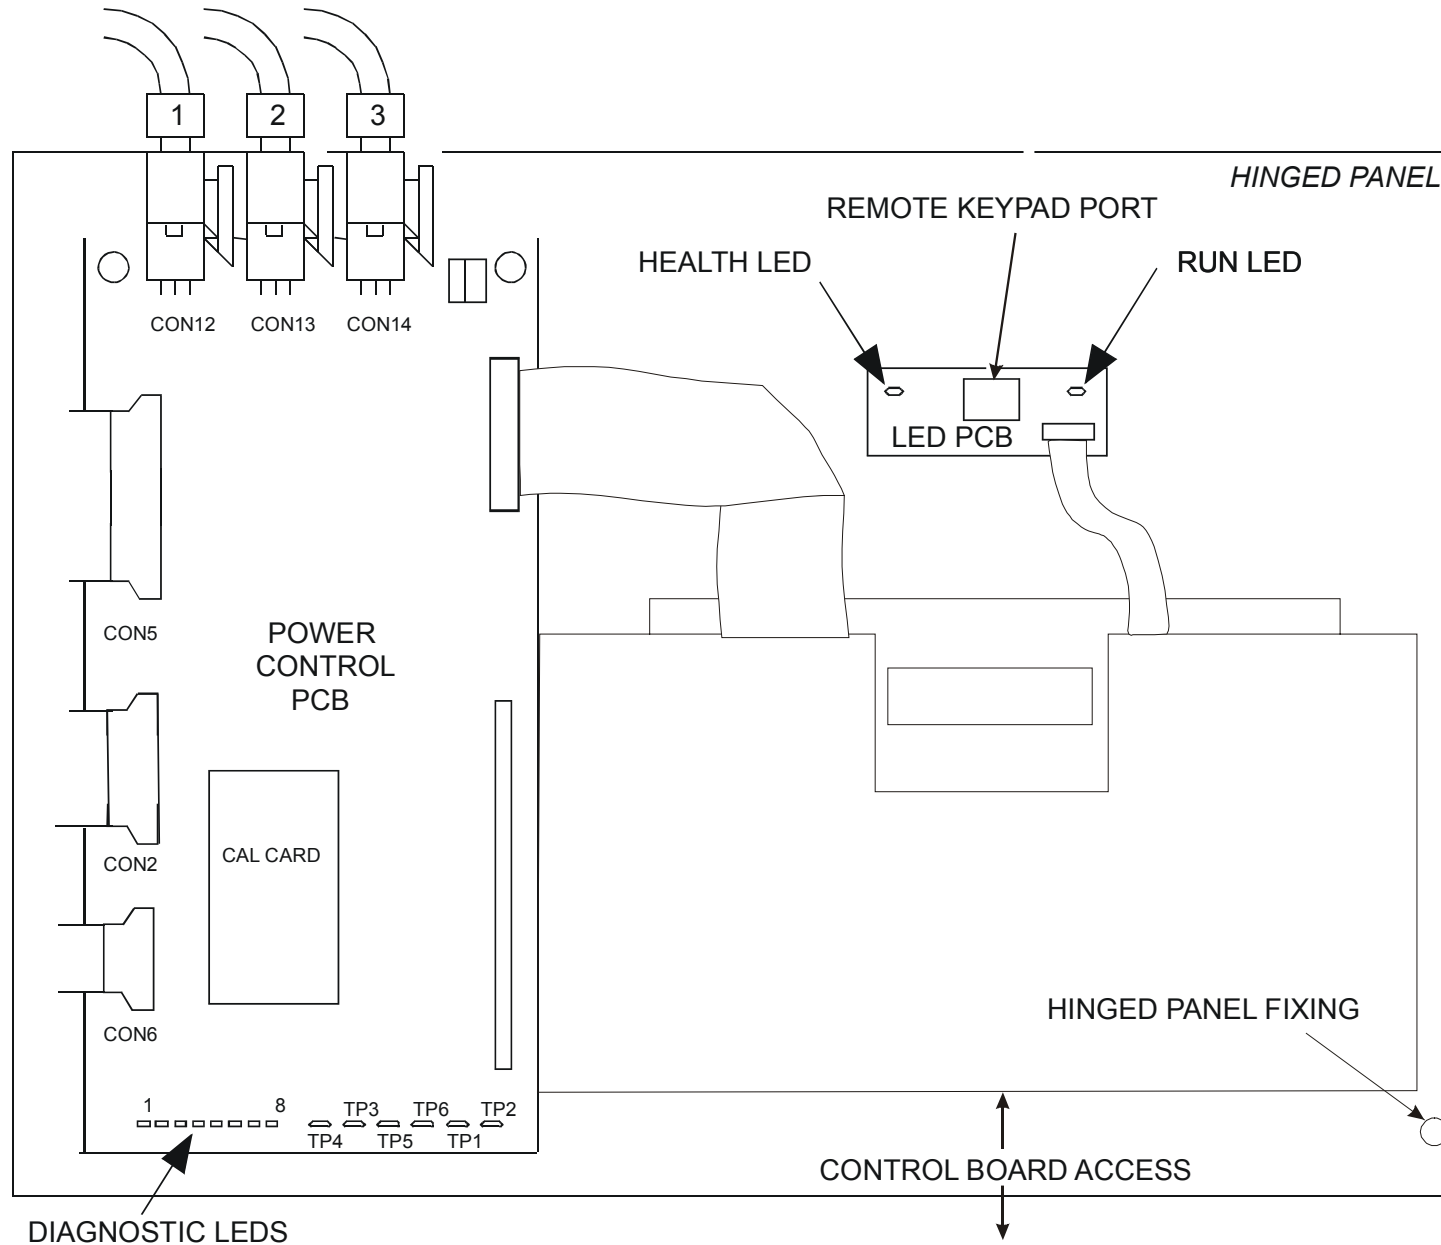 1 2 3
HINGED PANEL
REMOTE KEYPAD PORT
HEALTH LED
RUN LED
CON12 CON13 CON14
LED PCB
CON5
POWER
CONTROL
PCB
CON2
CAL CARD
HINGED PANEL FIXING
CON6
1 8
TP3 TP6 TP2
TP4 TP5 TP1
CONTROL BOARD ACCESS
DIAGNOSTIC LEDS